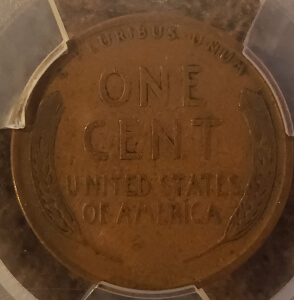 E·PLURIBUS·UNUM
ONE
CENT
UNITED STATES
OF AMERICA